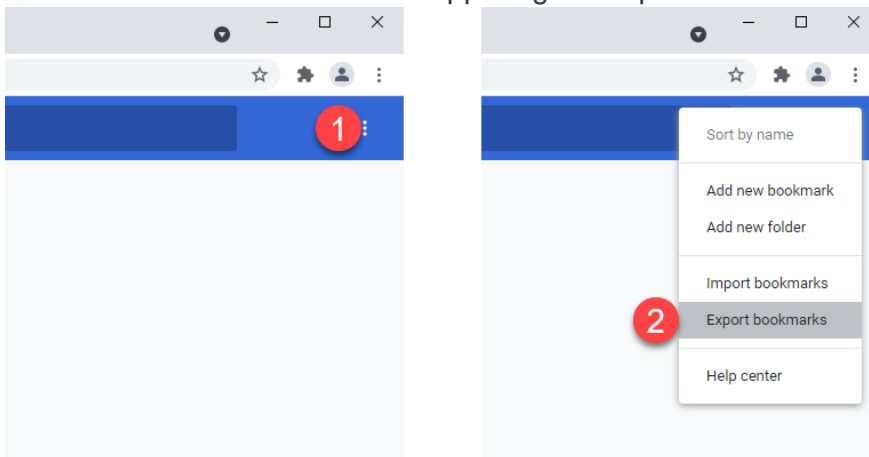 1
Sort by name
Add new bookmark
Add new folder
Import bookmarks
2 Export bookmarks
Help center